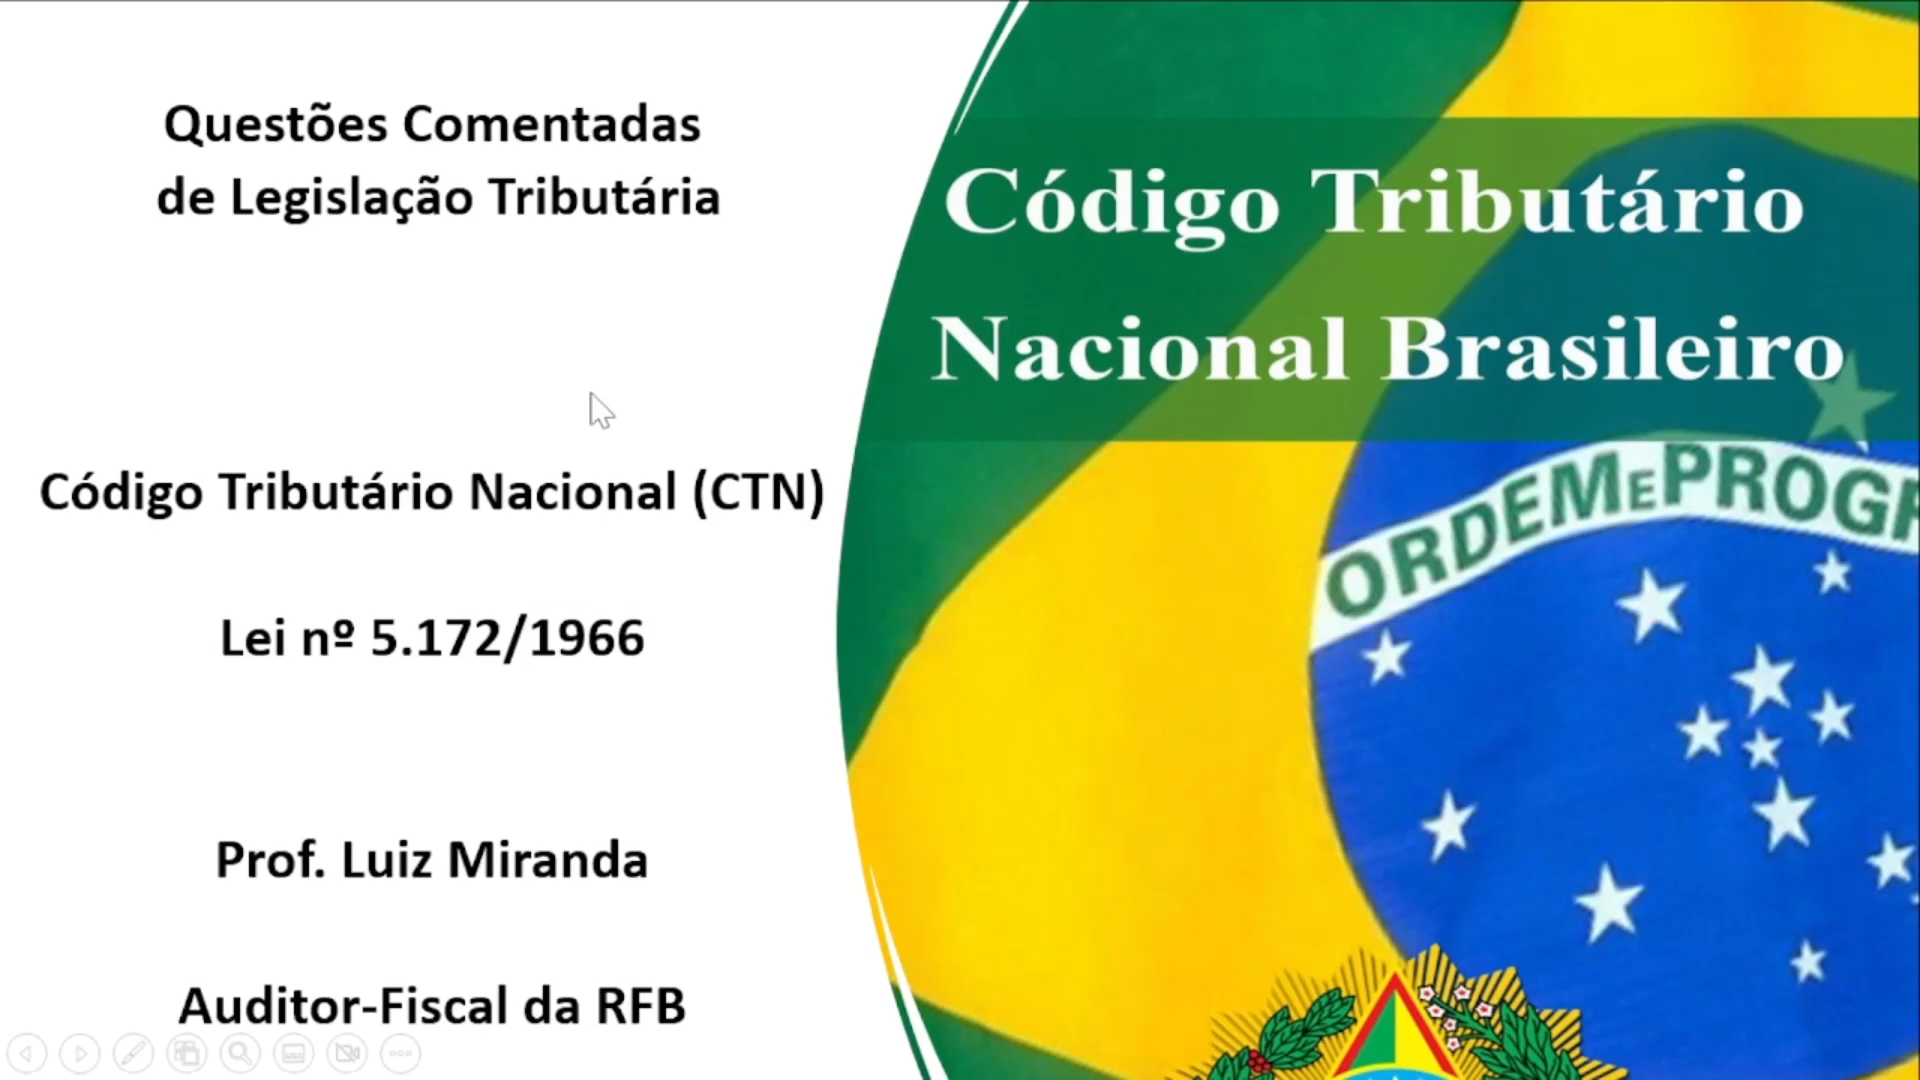 Questões Comentadas
de Legislação Tributária
Código Tributário Nacional (CTN)
Lei nº 5.172/1966
Prof. Luiz Miranda
Auditor-Fiscal da RFB
Código Tributário
Nacional Brasileiro
ORDEM E PROGR